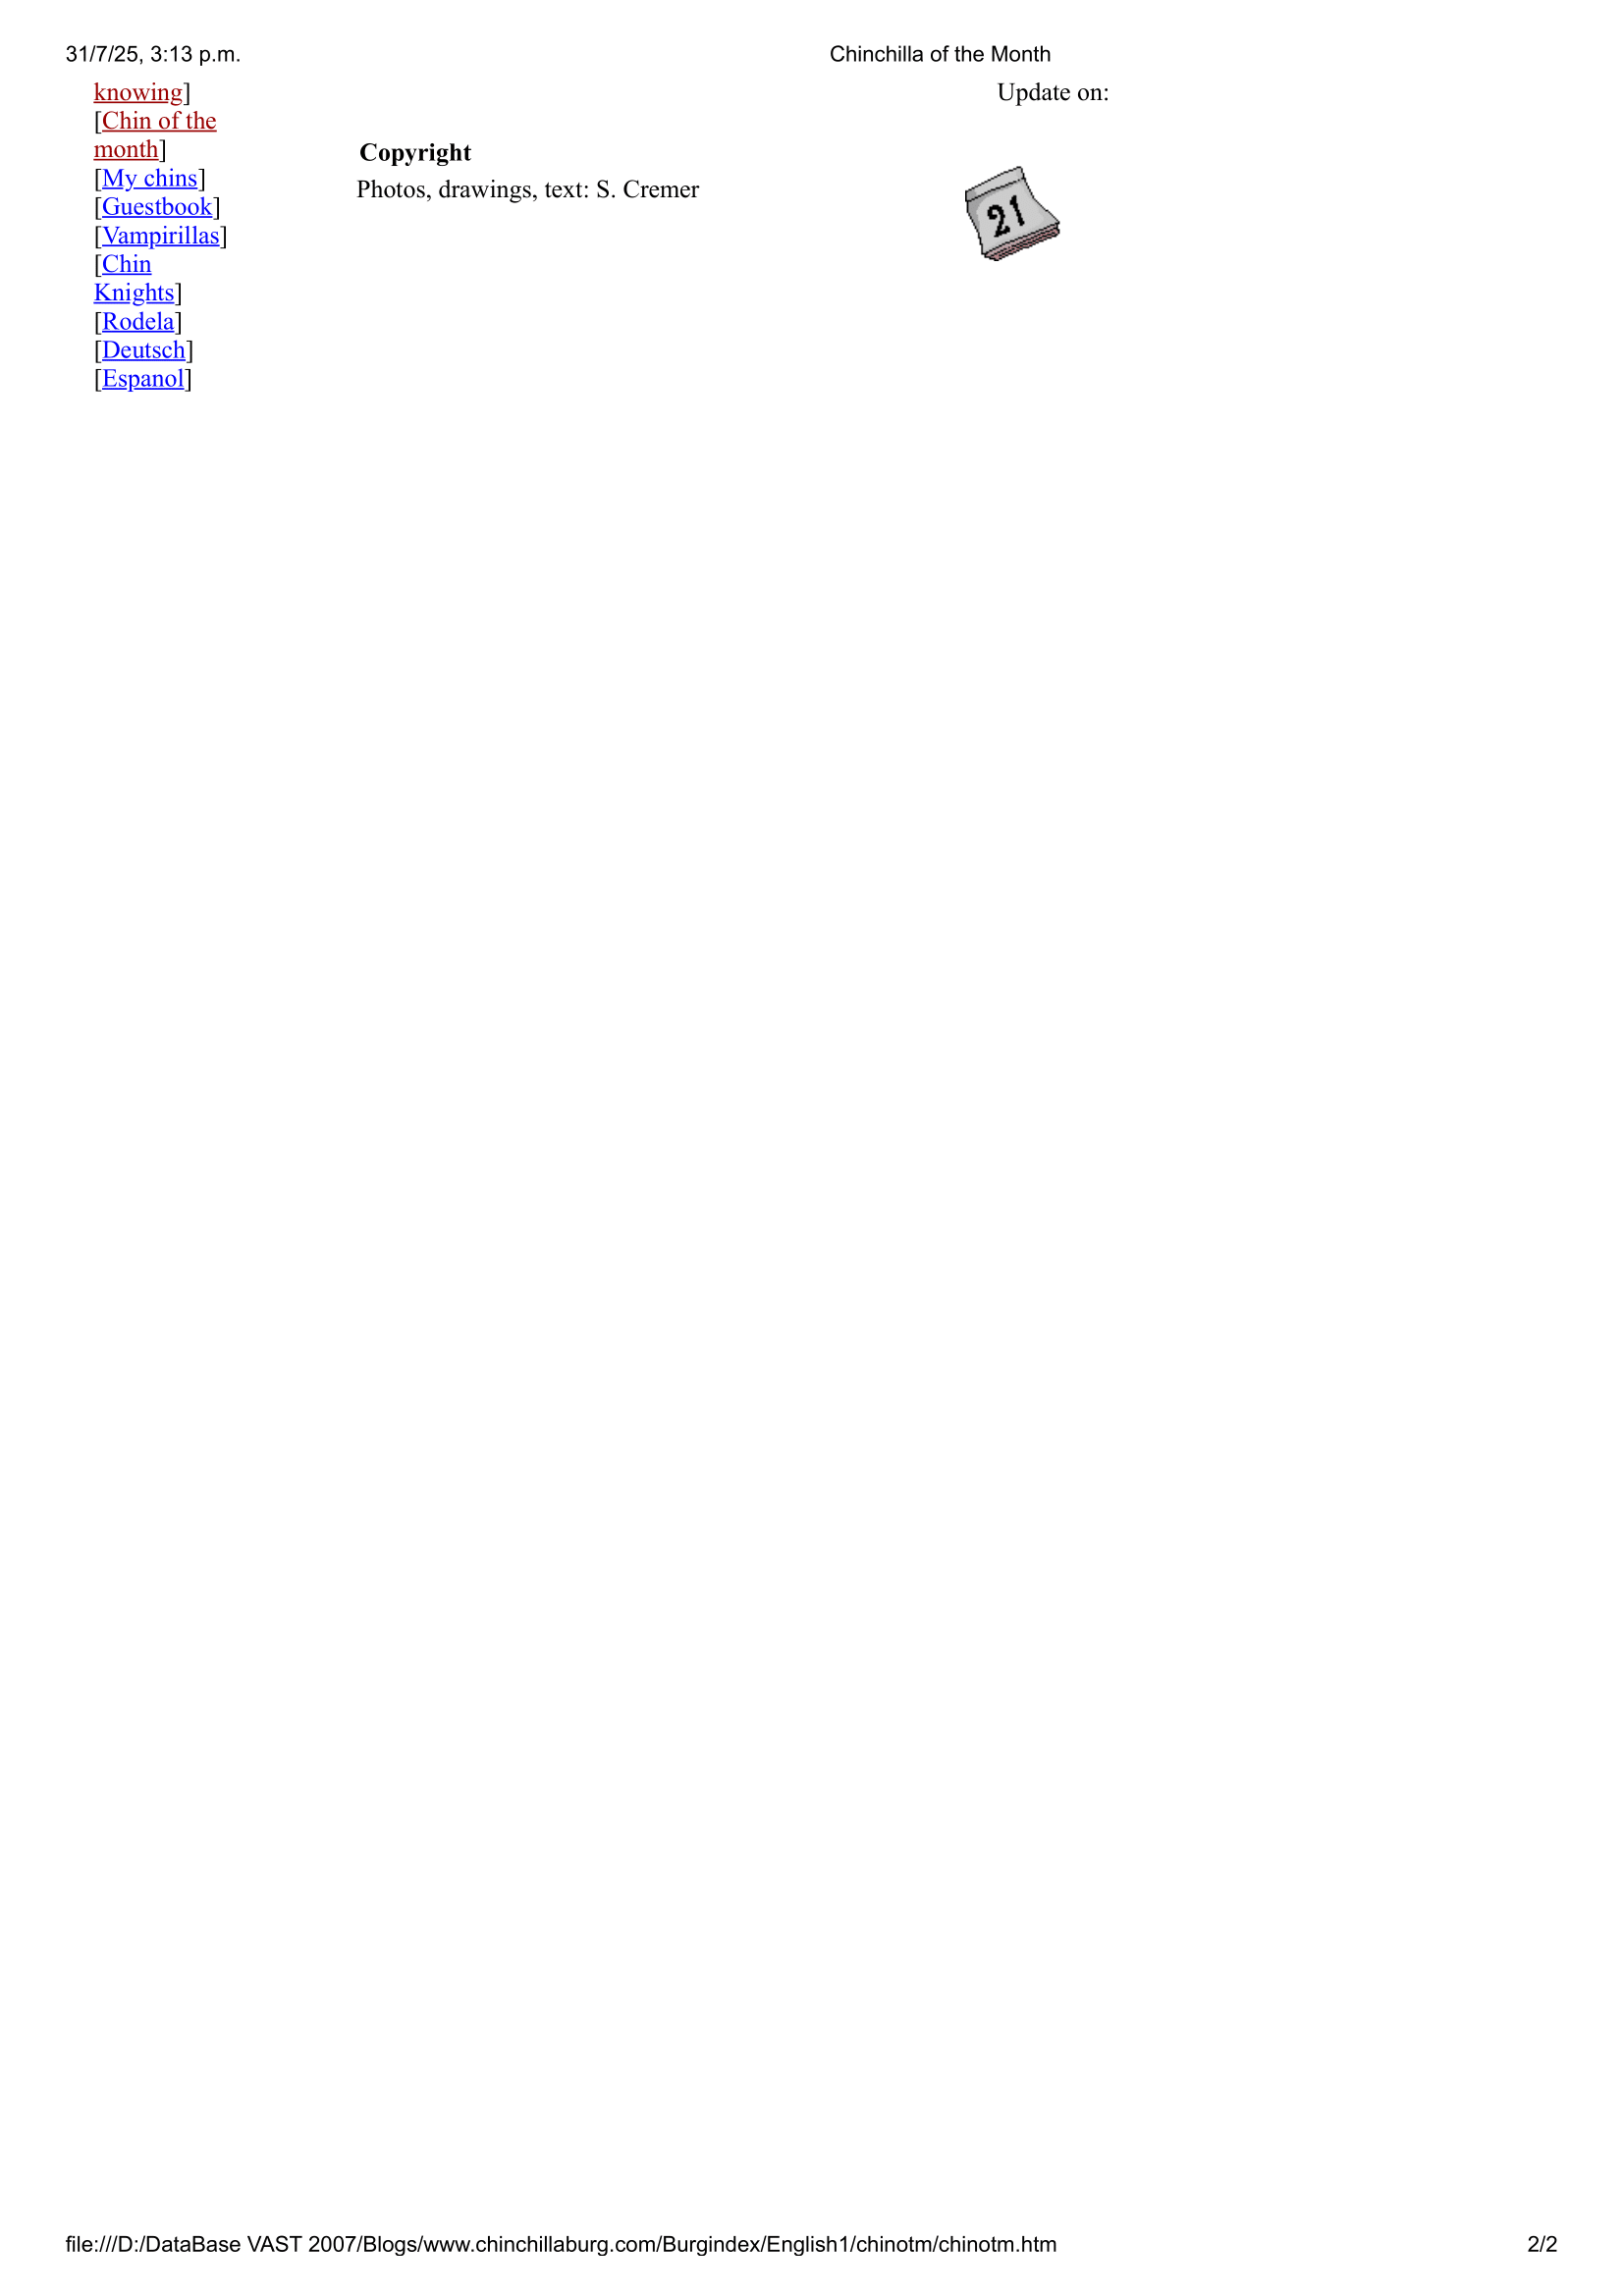 31/7/25, 3:13 p.m.
Chinchilla of the Month
knowing]
[Chin of the
month]
[My chins]
[Guestbook]
[Vampirillas]
[Chin
Knights]
[Rodela]
[Deutsch]
[Espanol]
Copyright
Photos, drawings, text: S. Cremer
Update on:
21
file:///D:/DataBase VAST 2007/Blogs/www.chinchillaburg.com/Burgindex/English1/chinotm/chinotm.htm
2/2